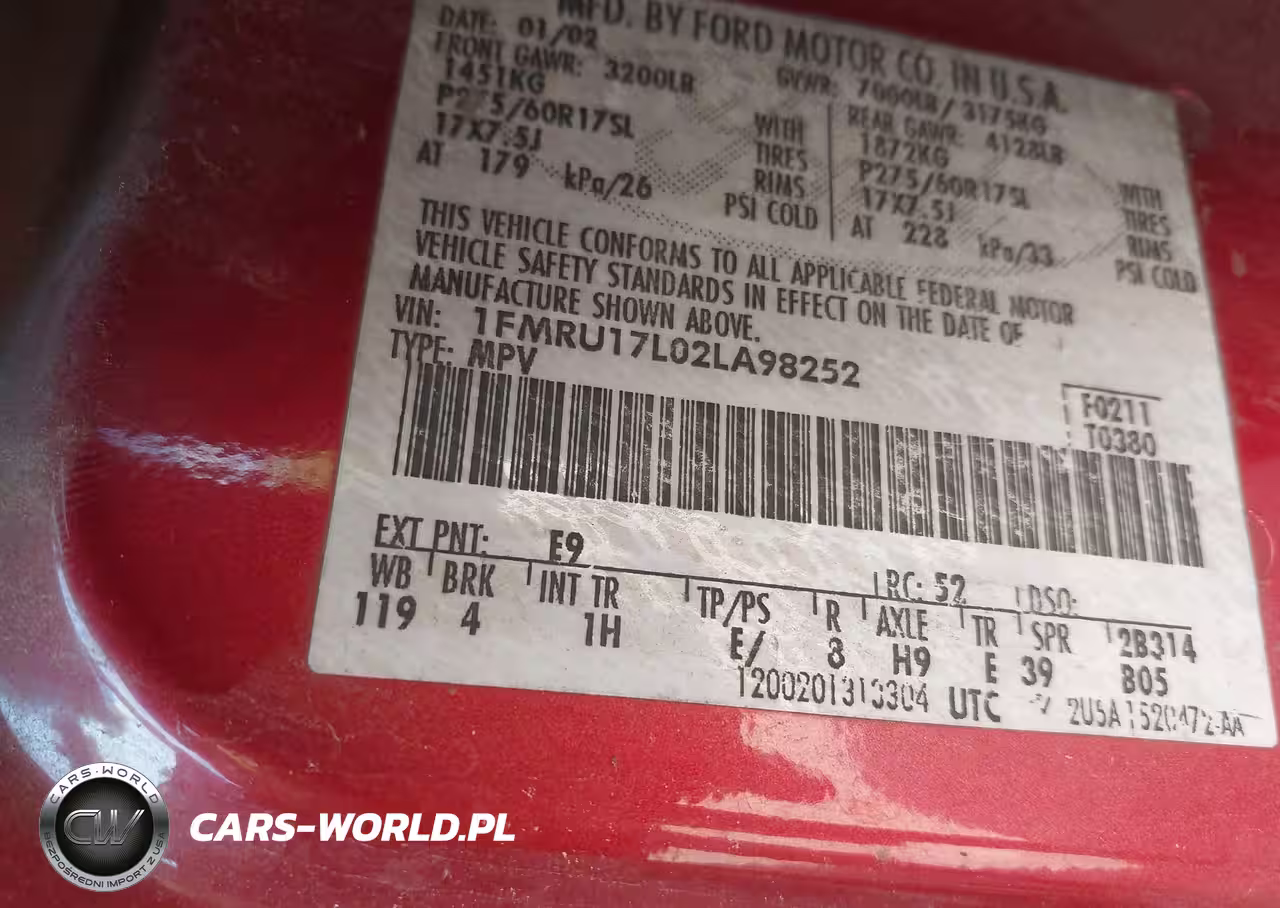 MFD. BY FORD MOTOR CO. IN U.S.A.
DATE: 01/02 GVWR: 7000LB/3175KG
FRONT GAWR: 3200LB REAR GAWR: 4128LB
1451KG WITH 1872KG WITH
P275/60R17SL TIRES P275/60R17SL TIRES
17X7.5J RIMS 17X7.5J RIMS
AT 179 kPa/26 PSI COLD AT 228 kPa/33 PSI COLD
THIS VEHICLE CONFORMS TO ALL APPLICABLE FEDERAL MOTOR
VEHICLE SAFETY STANDARDS IN EFFECT ON THE DATE OF
MANUFACTURE SHOWN ABOVE.
VIN: 1FMRU17L02LA98252
TYPE: MPV
F0211
T0380
EXT PNT: E9 RC: 52 DSO:
WB BRK INT TR TP/PS R AXLE TR SPR 2B314
119 4 1H E/ 3 H9 E 39 B05
UTC
CARS-WORLD
CW
BEZPOŚREDNI IMPORT Z USA
CARS-WORLD.PL